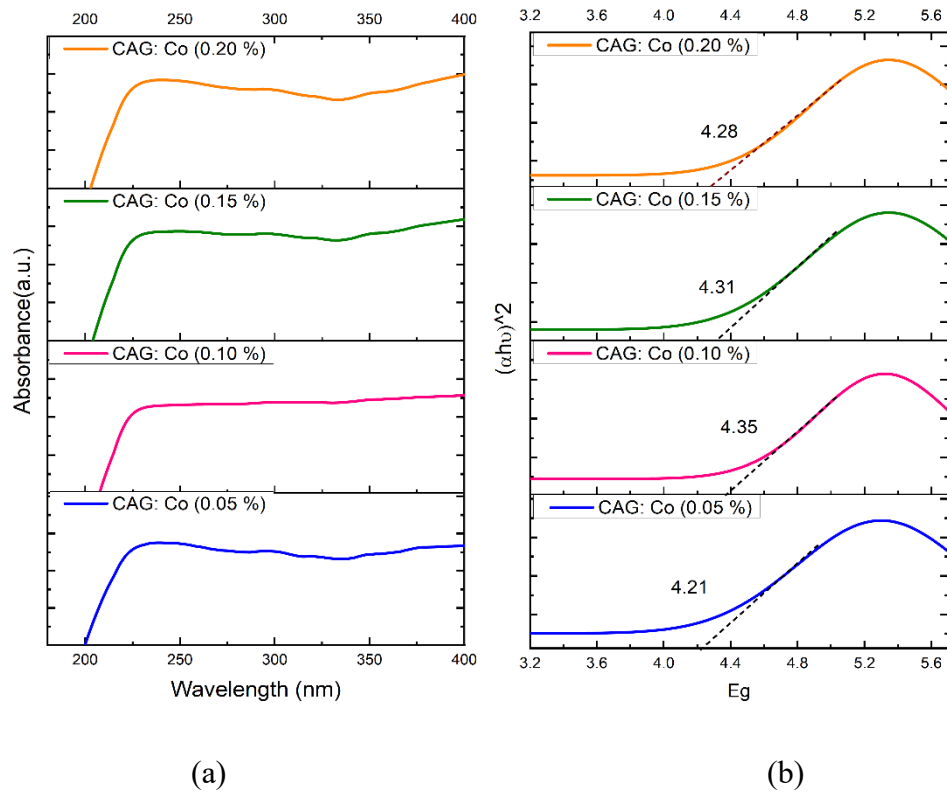 200 250 300 350 400
CAG: Co (0.20 %)
CAG: Co (0.15 %)
CAG: Co (0.10 %)
CAG: Co (0.05 %)
Absorbance(a.u.)
200 250 300 350 400
Wavelength (nm)
(a)
3.2 3.6 4.0 4.4 4.8 5.2 5.6
CAG: Co (0.20 %)
4.28
CAG: Co (0.15 %)
4.31
CAG: Co (0.10 %)
4.35
CAG: Co (0.05 %)
4.21
(αhυ)^2
3.2 3.6 4.0 4.4 4.8 5.2 5.6
Eg
(b)